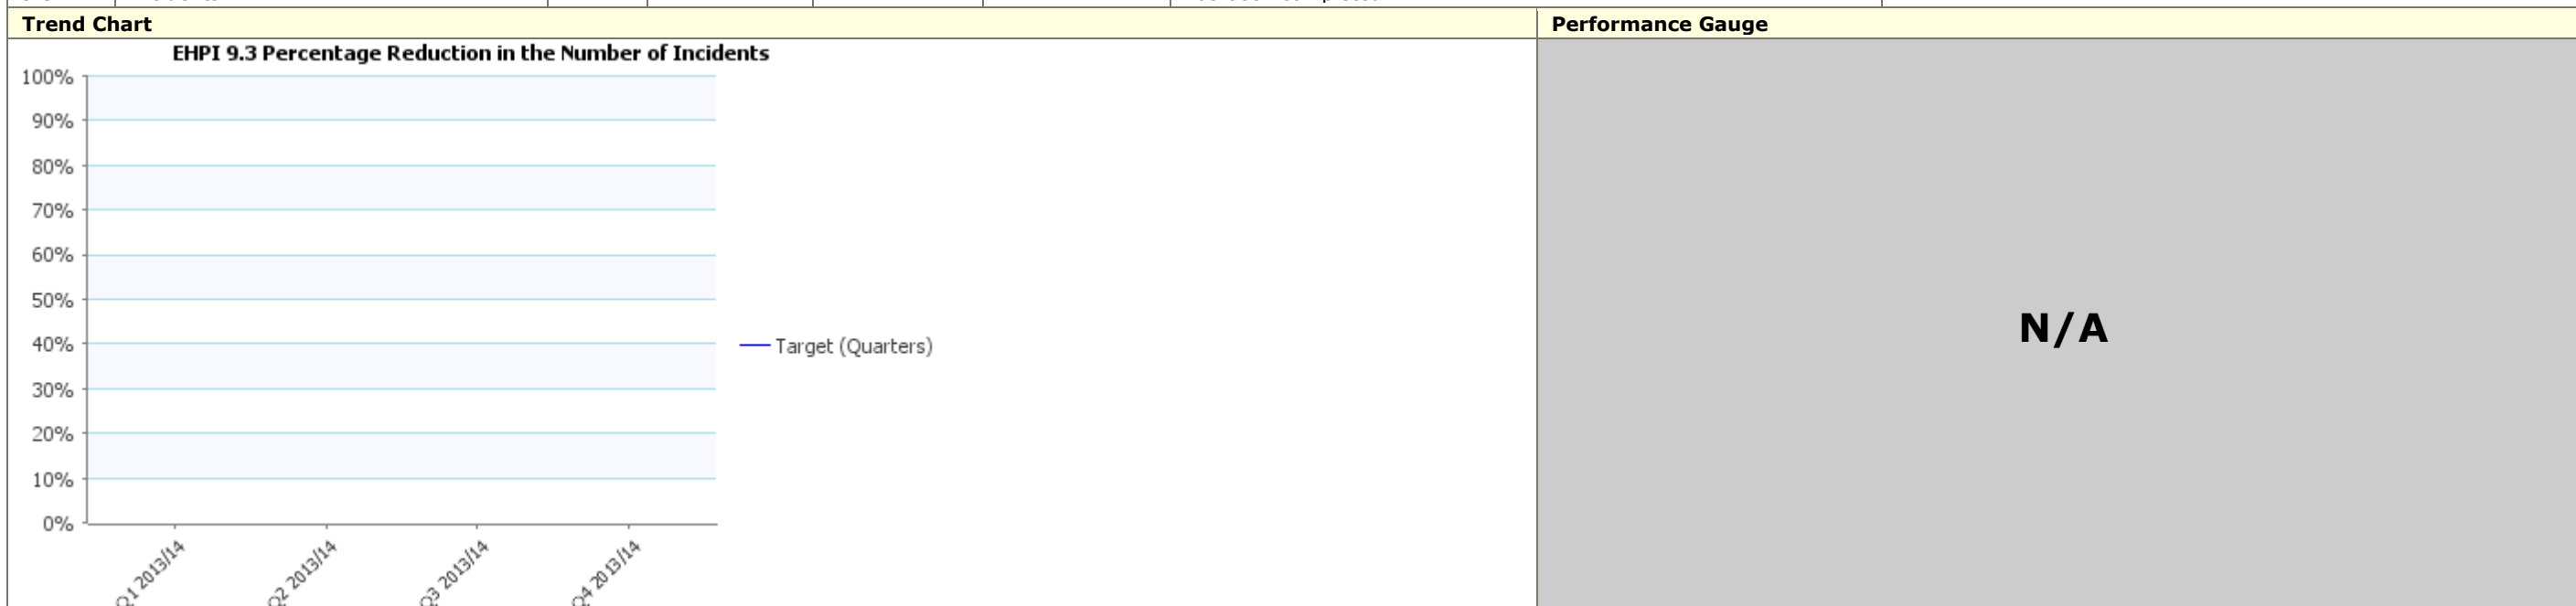 Trend Chart
Performance Gauge
EHPI 9.3 Percentage Reduction in the Number of Incidents
100%
90%
80%
70%
60%
50%
40%
30%
20%
10%
0%
Target (Quarters)
Q1 2013/14
Q2 2013/14
Q3 2013/14
Q4 2013/14
N/A